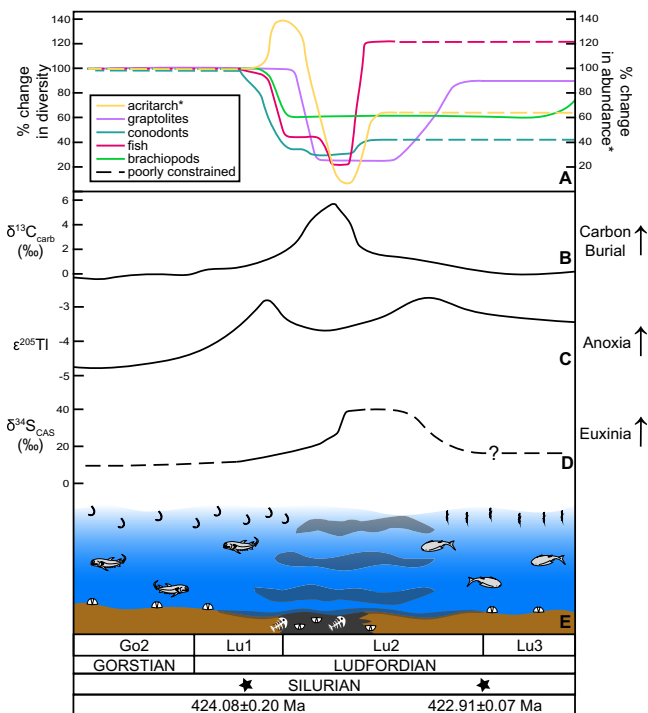 140
120
100
80
60
40
20
% change
in diversity
acritarch*
graptolites
conodonts
fish
brachiopods
poorly constrained
140
120
100
80
60
40
20
% change
in abundance*
A
6
4
2
0
δ¹³Ccarb
(‰)
B
Carbon
Burial
-3
-4
-5
ε²⁰⁵Tl
C
Anoxia
40
20
0
δ³⁴SCAS
(‰)
?
D
Euxinia
E
Go2 Lu1 Lu2 Lu3
GORSTIAN LUDFORDIAN
SILURIAN
424.08±0.20 Ma 422.91±0.07 Ma